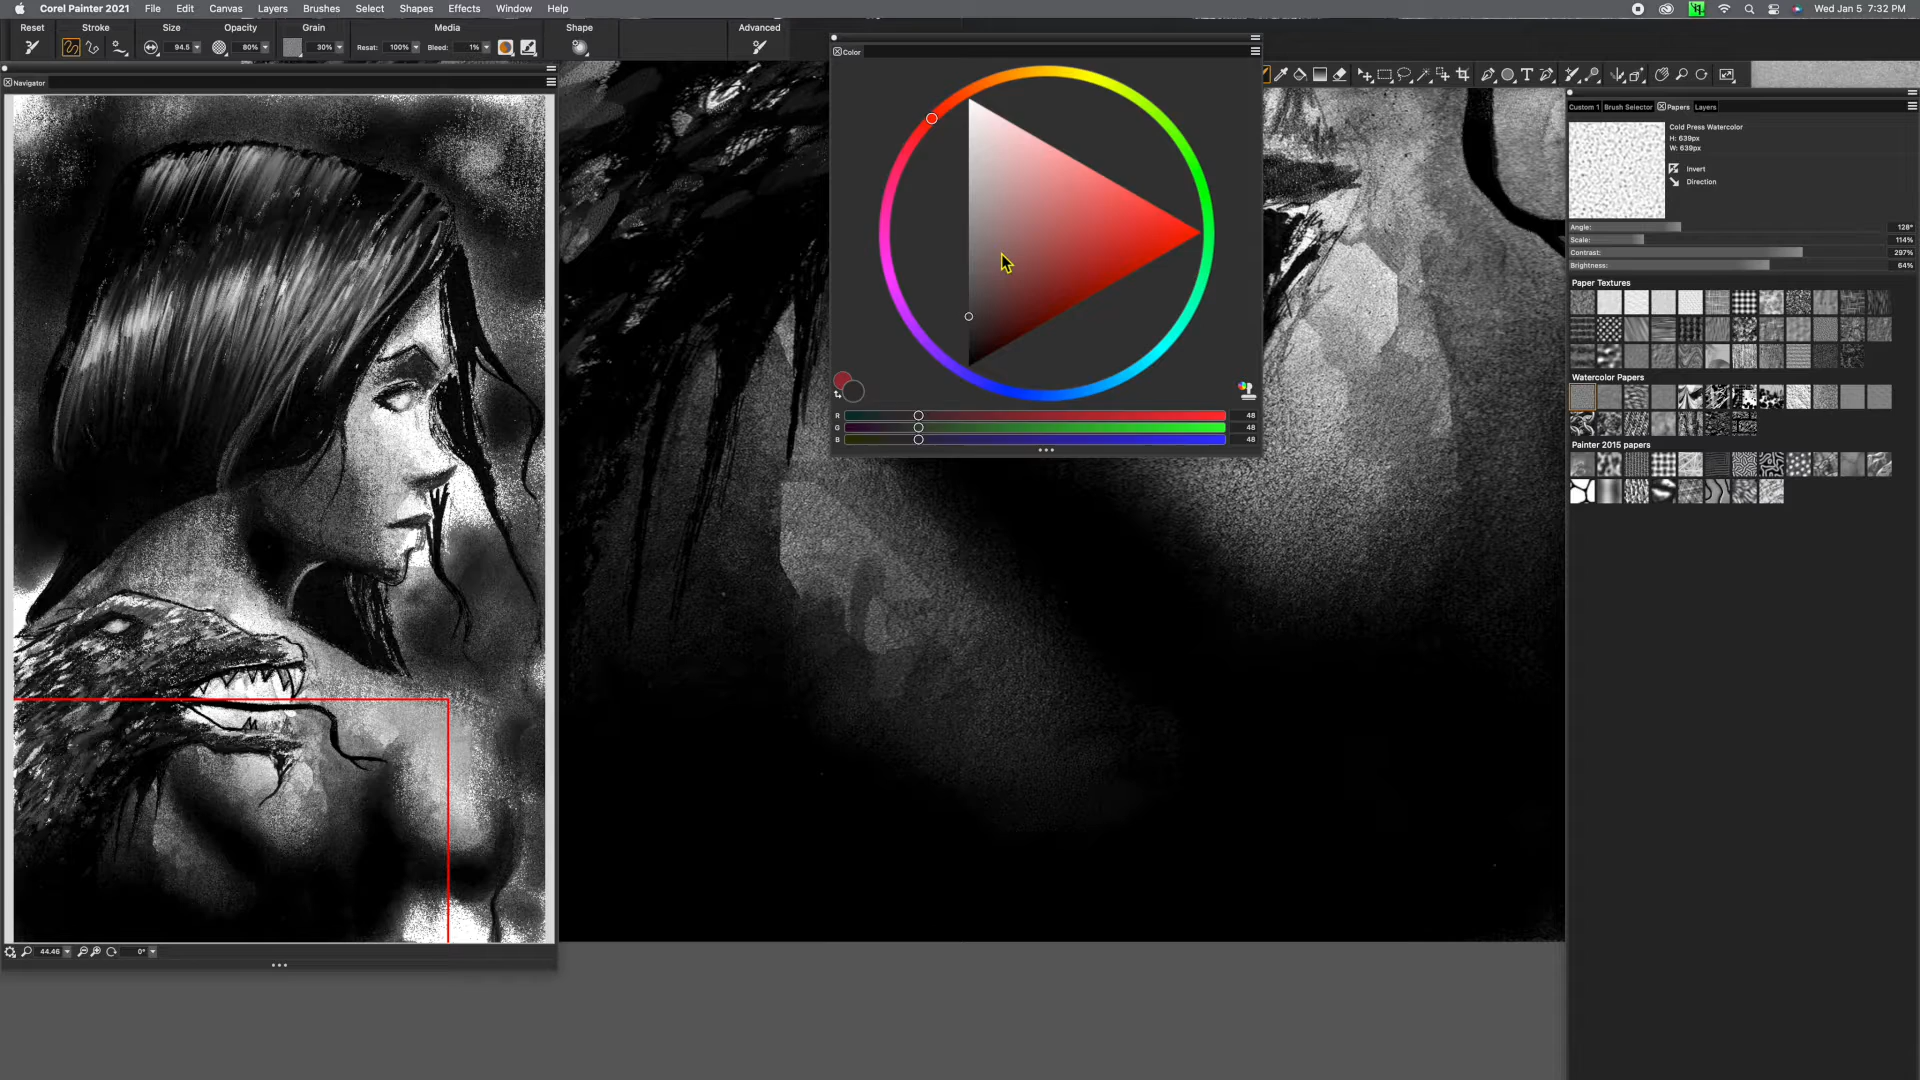 Corel Painter 2021 File Edit Canvas Layers Brushes Select Shapes Effects Window Help Wed Jan 5 7:32 PM
Reset Stroke Size Opacity Grain Media Shape Advanced
94.5 80% 30% Resat: 100% Bleed: 1%
Color
Navigator
Custom 1 Brush Selector Papers Layers
Cold Press Watercolor
H: 639px
W: 639px
Invert
Direction
Angle: 128°
Scale: 114%
Contrast: 297%
Brightness: 64%
Paper Textures
Watercolor Papers
Painter 2015 papers
R 48
G 48
B 48
44.46 0°